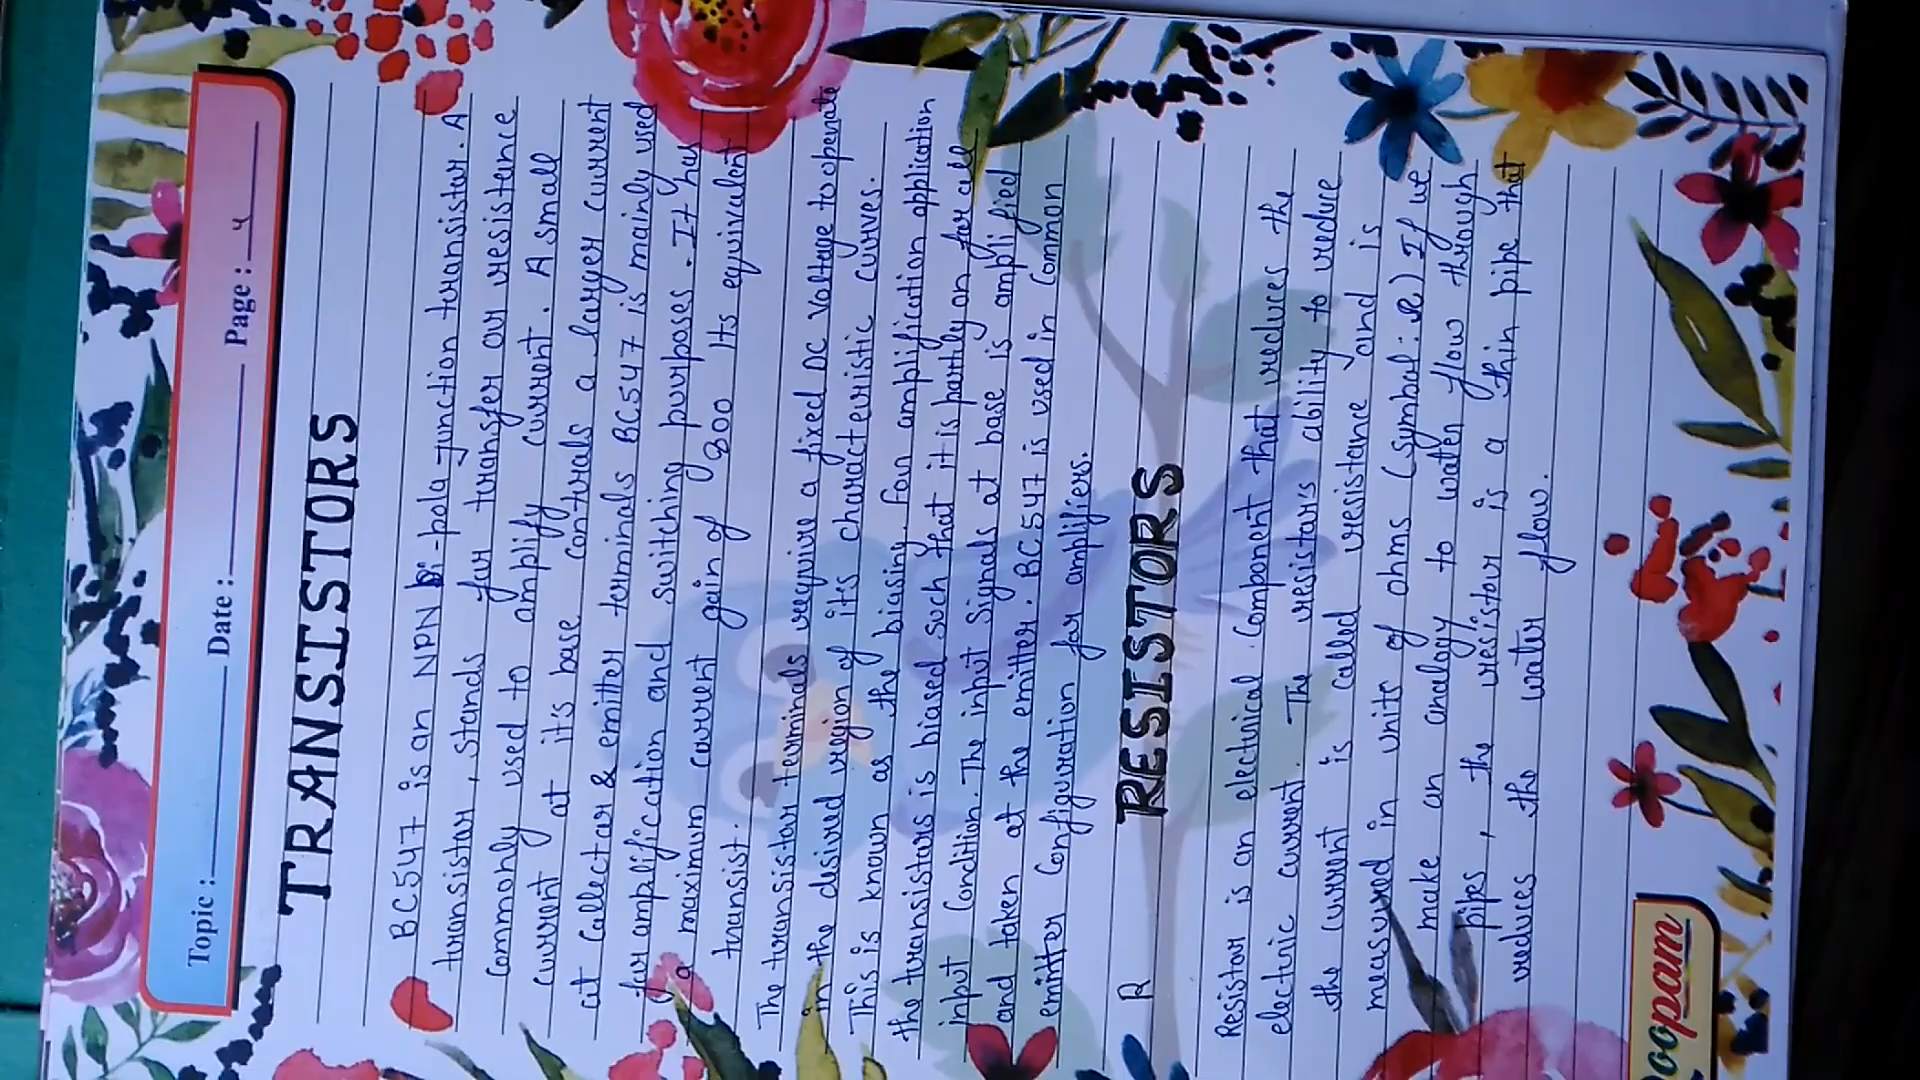 Topic : Date : Page : 4
TRANSISTORS
BC547 is an NPN bi-pola junction transistor. A
transistor, stands for transfer our resistence
commonly used to amplify current. A small
current at it's base controls a larger current
at collector & emitter terminals BC547 is mainly used
for amplification and switching purposes. It has
a maximum current gain of 800 Its equivalent
transist.
The transistor terminals require a fixed DC Voltage to operate
in the desired region of its characteristic curves.
This is known as the biasing. For amplification application
the transistors is biased such that it is partly on for all
input Condition. The input signals at base is amplified
and taken at the emitter. BC547 is used in Common
emitter Configuration for amplifiers.
R RESISTORS
Resistor is an electrical Component that reduces the
electric current. The resistors ability to reduce
the current is called resistance and is
measured in units of ohms (symbol: Ω) If we
make an analogy to water flow through
pipes, the resistor is a thin pipe that
reduces the water flow.
Roopam